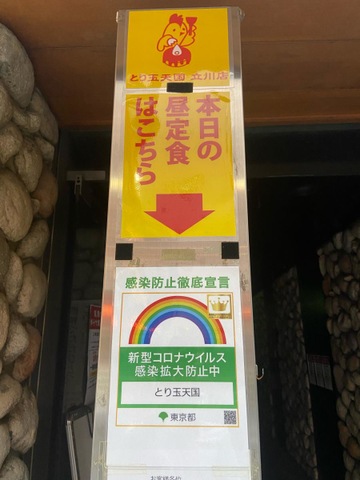 とり玉天国 立川店
本日の
昼定食
はこちら
感染防止徹底宣言
新型コロナウイルス
感染拡大防止中
とり玉天国
東京都